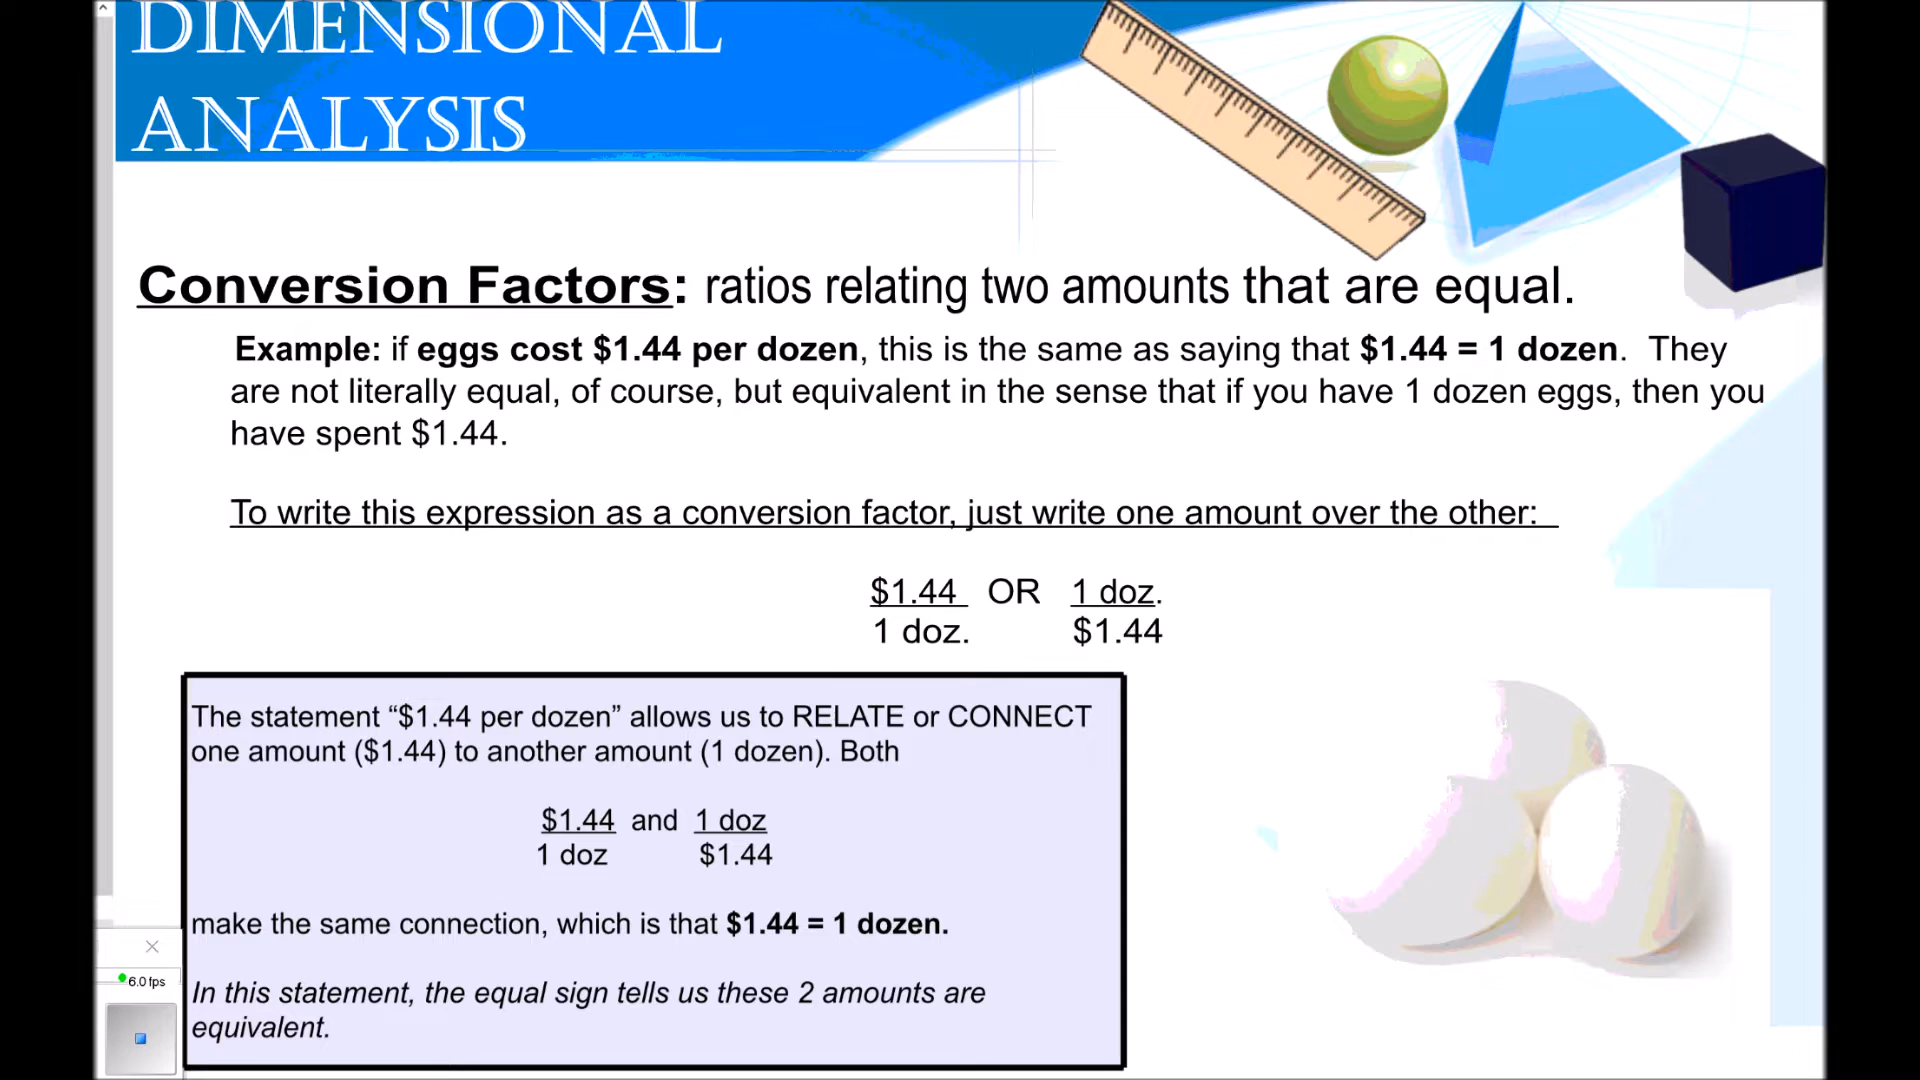 DIMENSIONAL
ANALYSIS
Conversion Factors: ratios relating two amounts that are equal.
Example: if eggs cost $1.44 per dozen, this is the same as saying that $1.44 = 1 dozen. They
are not literally equal, of course, but equivalent in the sense that if you have 1 dozen eggs, then you
have spent $1.44.
To write this expression as a conversion factor, just write one amount over the other:
$1.44 OR 1 doz.
1 doz. $1.44
The statement “$1.44 per dozen” allows us to RELATE or CONNECT
one amount ($1.44) to another amount (1 dozen). Both
$1.44 and 1 doz
1 doz $1.44
make the same connection, which is that $1.44 = 1 dozen.
6.0 fps
In this statement, the equal sign tells us these 2 amounts are
equivalent.